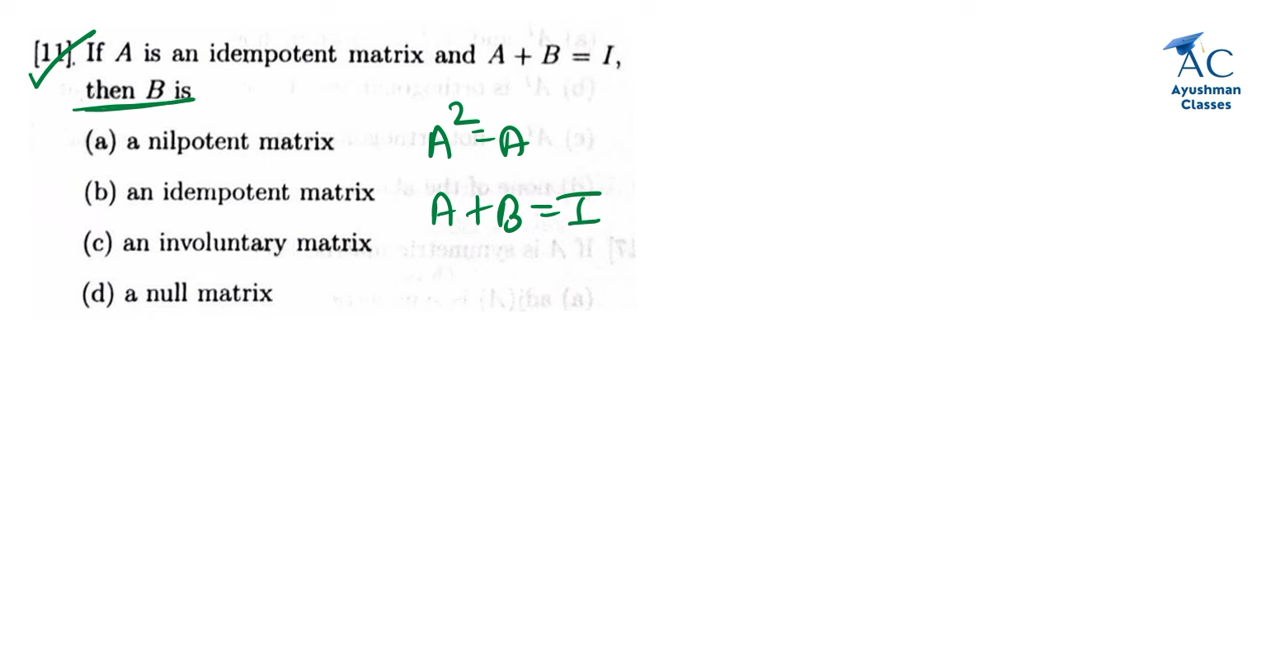 [11]. If A is an idempotent matrix and A + B = I,
then B is
(a) a nilpotent matrix
(b) an idempotent matrix
(c) an involuntary matrix
(d) a null matrix
A² = A
A + B = I
AC
Ayushman
Classes